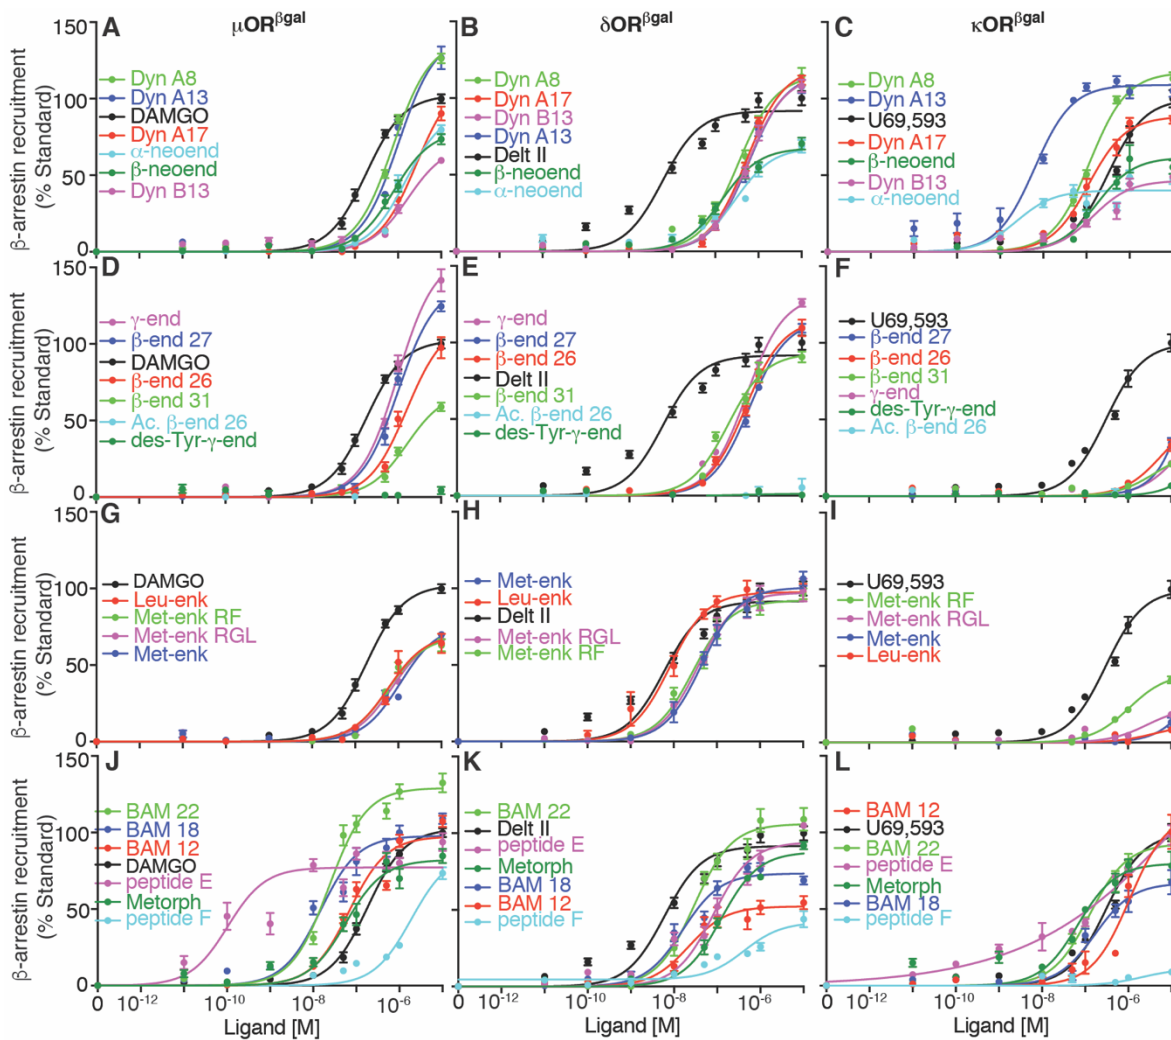 A μOR^βgal B δOR^βgal C κOR^βgal
β-arrestin recruitment
(% Standard)
150
100
50
0
Dyn A8
Dyn A13
DAMGO
Dyn A17
α-neoend
β-neoend
Dyn B13
Dyn A8
Dyn A17
Dyn B13
Dyn A13
Delt II
β-neoend
α-neoend
Dyn A8
Dyn A13
U69,593
Dyn A17
β-neoend
Dyn B13
α-neoend
D E F
β-arrestin recruitment
(% Standard)
150
100
50
0
γ-end
β-end 27
DAMGO
β-end 26
β-end 31
Ac. β-end 26
des-Tyr-γ-end
γ-end
β-end 27
β-end 26
Delt II
β-end 31
Ac. β-end 26
des-Tyr-γ-end
U69,593
β-end 27
β-end 26
β-end 31
γ-end
des-Tyr-γ-end
Ac. β-end 26
G H I
β-arrestin recruitment
(% Standard)
150
100
50
0
DAMGO
Leu-enk
Met-enk RF
Met-enk RGL
Met-enk
Met-enk
Leu-enk
Delt II
Met-enk RGL
Met-enk RF
U69,593
Met-enk RF
Met-enk RGL
Met-enk
Leu-enk
J K L
β-arrestin recruitment
(% Standard)
150
100
50
0
BAM 22
BAM 18
BAM 12
DAMGO
peptide E
Metorph
peptide F
BAM 22
Delt II
peptide E
Metorph
BAM 18
BAM 12
peptide F
BAM 12
U69,593
BAM 22
peptide E
Metorph
BAM 18
peptide F
0 10^-12 10^-10 10^-8 10^-6 0 10^-12 10^-10 10^-8 10^-6 0 10^-12 10^-10 10^-8 10^-6
Ligand [M] Ligand [M] Ligand [M]